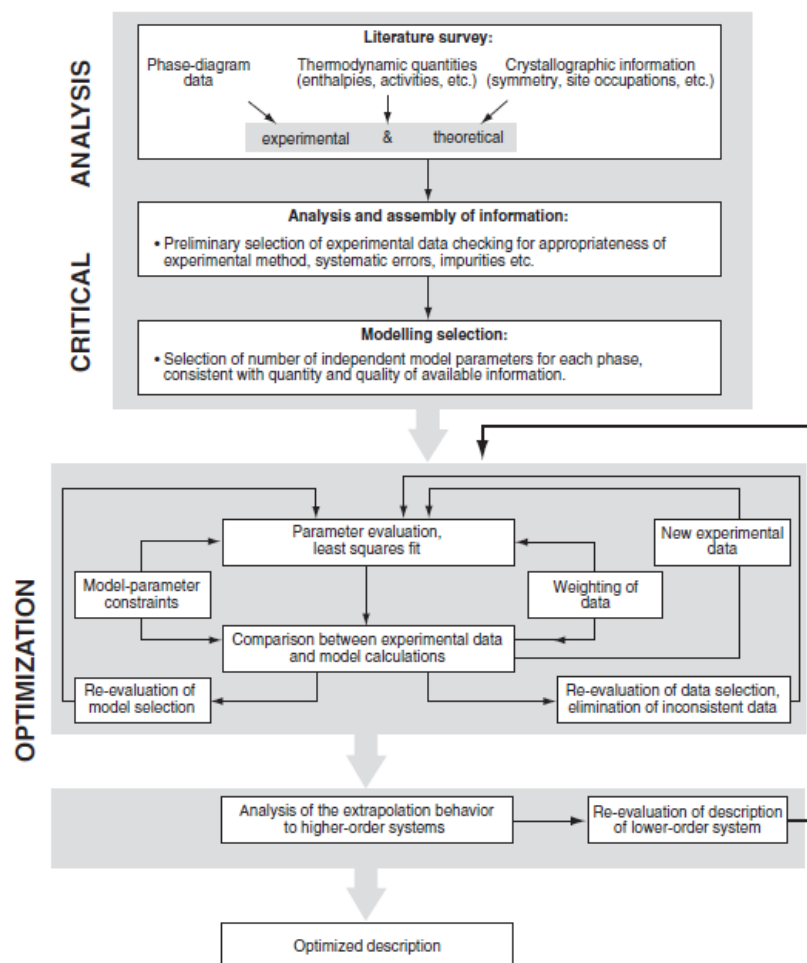 CRITICAL ANALYSIS
Literature survey:
Phase-diagram
data
Thermodynamic quantities
(enthalpies, activities, etc.)
Crystallographic information
(symmetry, site occupations, etc.)
experimental & theoretical
Analysis and assembly of information:
• Preliminary selection of experimental data checking for appropriateness of
experimental method, systematic errors, impurities etc.
Modelling selection:
• Selection of number of independent model parameters for each phase,
consistent with quantity and quality of available information.
OPTIMIZATION
Parameter evaluation,
least squares fit
New experimental
data
Model-parameter
constraints
Weighting of
data
Comparison between experimental data
and model calculations
Re-evaluation of
model selection
Re-evaluation of data selection,
elimination of inconsistent data
Analysis of the extrapolation behavior
to higher-order systems
Re-evaluation of description
of lower-order system
Optimized description